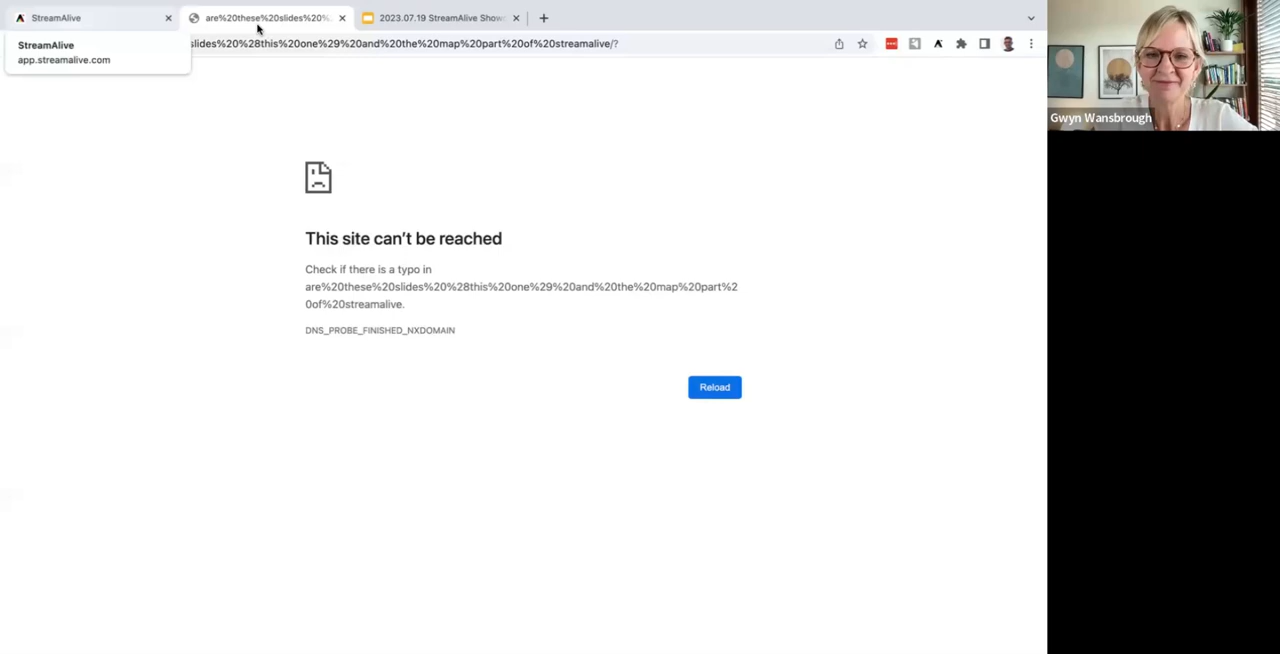 StreamAlive
are%20these%20slides%20%
2023.07.19 StreamAlive Show
StreamAlive
app.streamalive.com
slides%20%28this%20one%29%20and%20the%20map%20part%20of%20streamalive/?
Gwyn Wansbrough
This site can’t be reached
Check if there is a typo in
are%20these%20slides%20%28this%20one%29%20and%20the%20map%20part%2
0of%20streamalive.
DNS_PROBE_FINISHED_NXDOMAIN
Reload